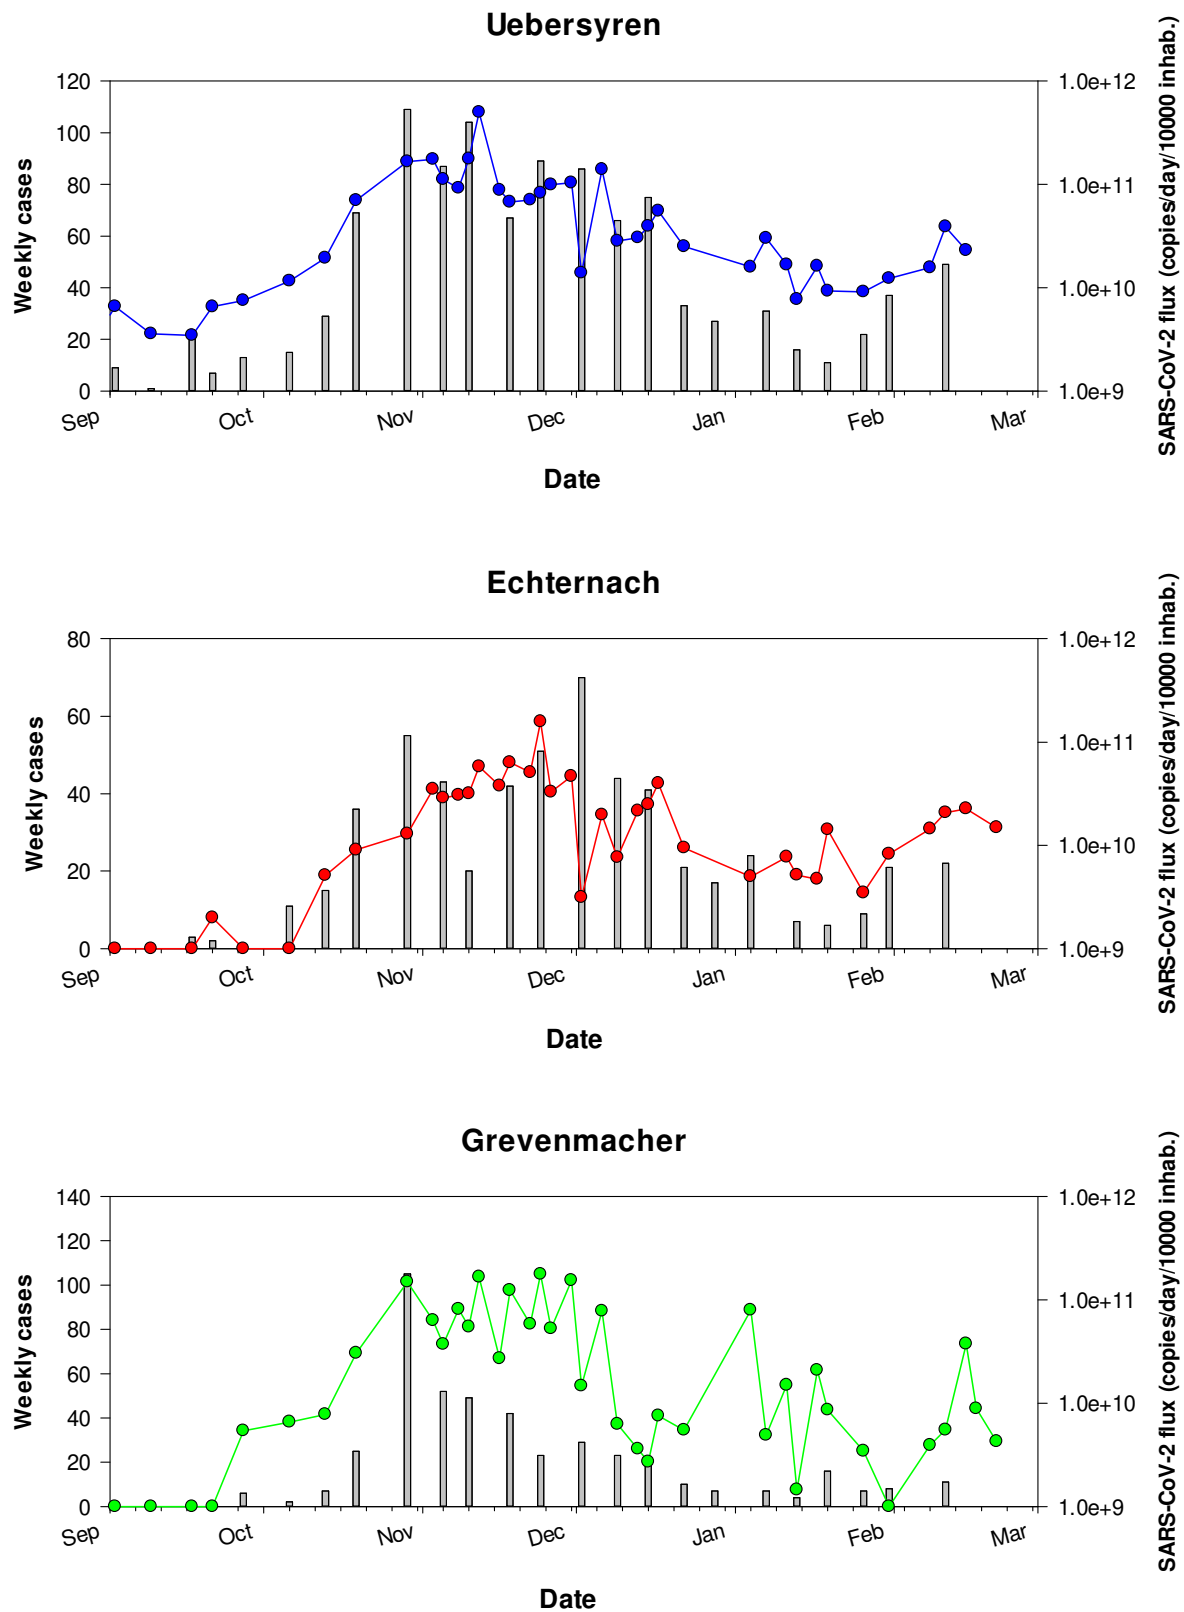 Uebersyren
120
100
80
60
40
20
0
Weekly cases
1.0e+12
1.0e+11
1.0e+10
1.0e+9
SARS-CoV-2 flux (copies/day/10000 inhab.)
Sep Oct Nov Dec Jan Feb Mar
Date
Echternach
80
60
40
20
0
Weekly cases
1.0e+12
1.0e+11
1.0e+10
1.0e+9
SARS-CoV-2 flux (copies/day/10000 inhab.)
Sep Oct Nov Dec Jan Feb Mar
Date
Grevenmacher
140
120
100
80
60
40
20
0
Weekly cases
1.0e+12
1.0e+11
1.0e+10
1.0e+9
SARS-CoV-2 flux (copies/day/10000 inhab.)
Sep Oct Nov Dec Jan Feb Mar
Date